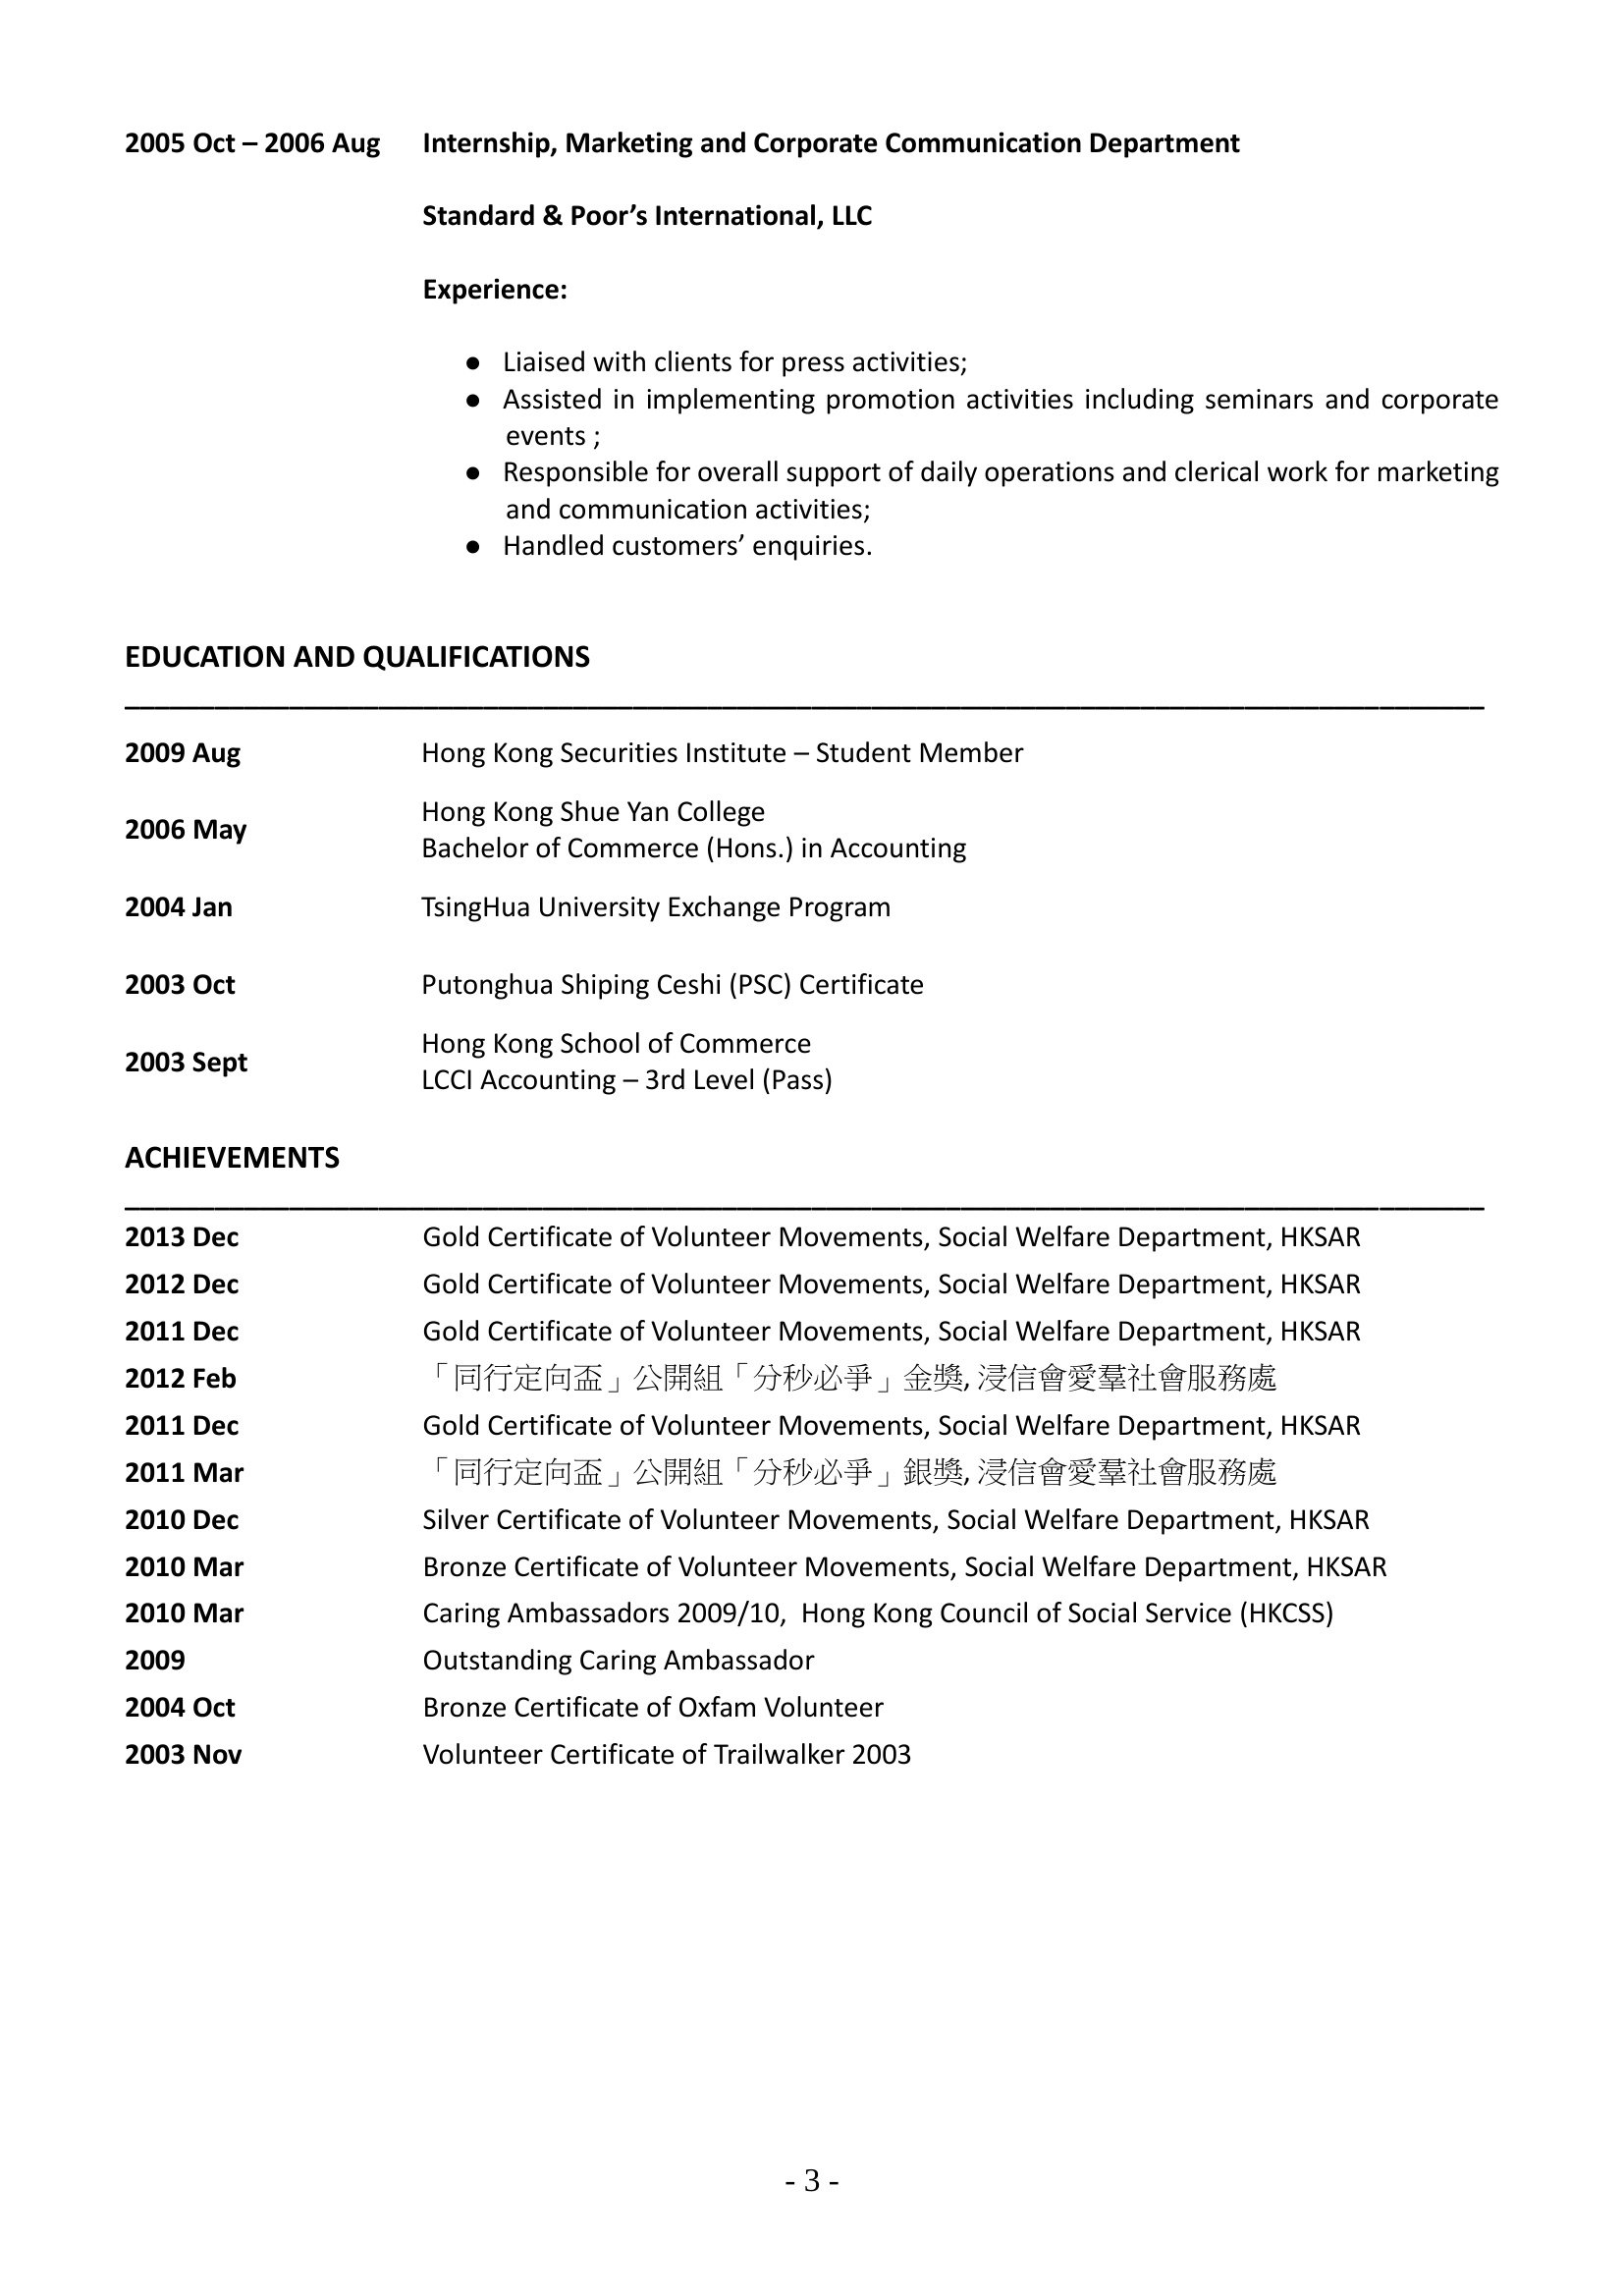 2005 Oct – 2006 Aug Internship, Marketing and Corporate Communication Department
Standard & Poor’s International, LLC
Experience:
● Liaised with clients for press activities;
● Assisted in implementing promotion activities including seminars and corporate
events ;
● Responsible for overall support of daily operations and clerical work for marketing
and communication activities;
● Handled customers’ enquiries.
EDUCATION AND QUALIFICATIONS
2009 Aug Hong Kong Securities Institute – Student Member
2006 May Hong Kong Shue Yan College
Bachelor of Commerce (Hons.) in Accounting
2004 Jan TsingHua University Exchange Program
2003 Oct Putonghua Shiping Ceshi (PSC) Certificate
2003 Sept Hong Kong School of Commerce
LCCI Accounting – 3rd Level (Pass)
ACHIEVEMENTS
2013 Dec Gold Certificate of Volunteer Movements, Social Welfare Department, HKSAR
2012 Dec Gold Certificate of Volunteer Movements, Social Welfare Department, HKSAR
2011 Dec Gold Certificate of Volunteer Movements, Social Welfare Department, HKSAR
2012 Feb 「同行定向盃」公開組「分秒必爭」金獎, 浸信會愛羣社會服務處
2011 Dec Gold Certificate of Volunteer Movements, Social Welfare Department, HKSAR
2011 Mar 「同行定向盃」公開組「分秒必爭」銀獎, 浸信會愛羣社會服務處
2010 Dec Silver Certificate of Volunteer Movements, Social Welfare Department, HKSAR
2010 Mar Bronze Certificate of Volunteer Movements, Social Welfare Department, HKSAR
2010 Mar Caring Ambassadors 2009/10, Hong Kong Council of Social Service (HKCSS)
2009 Outstanding Caring Ambassador
2004 Oct Bronze Certificate of Oxfam Volunteer
2003 Nov Volunteer Certificate of Trailwalker 2003
- 3 -